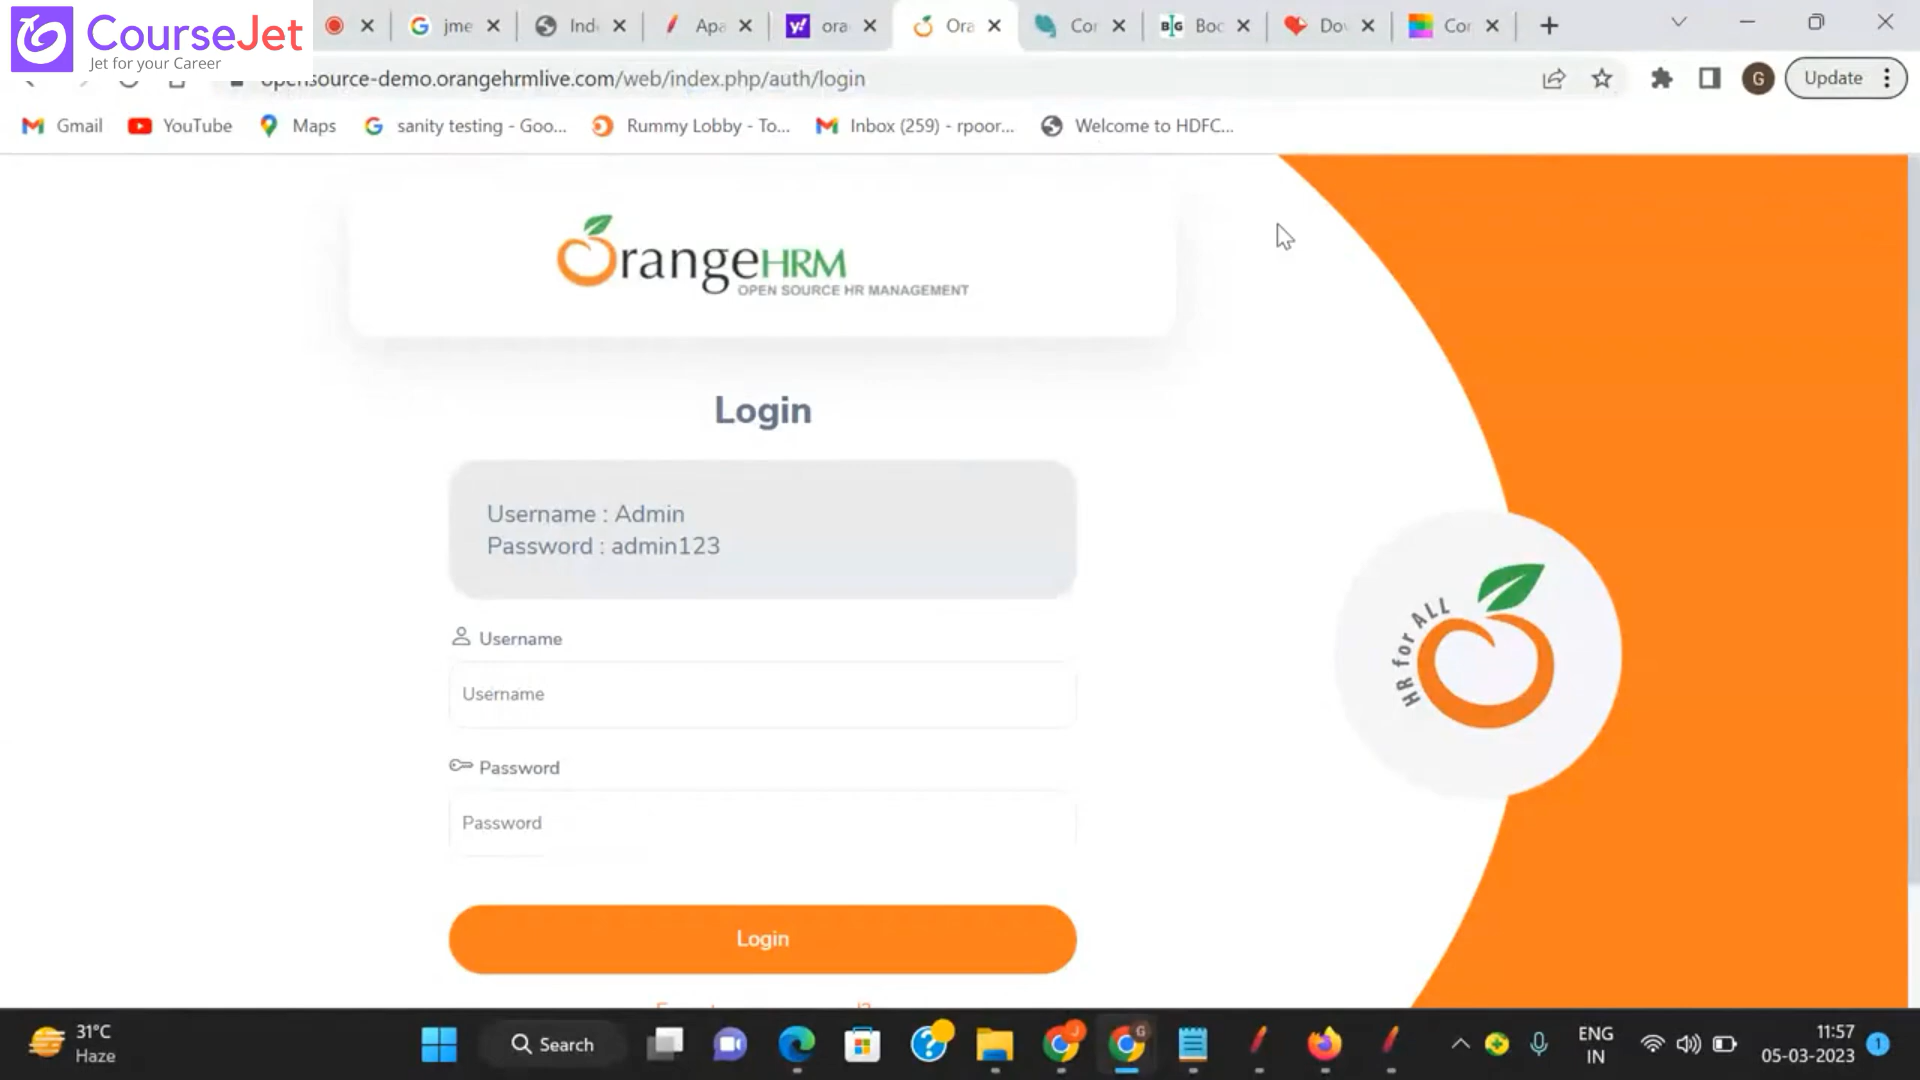 CourseJet
Jet for your Career
jme
Ind
Apa
ora
Ora
Cor
B|G
Boc
Dov
Cor
opensource-demo.orangehrmlive.com/web/index.php/auth/login
G
Update
Gmail
YouTube
Maps
sanity testing - Goo...
Rummy Lobby - To...
Inbox (259) - rpoor...
Welcome to HDFC...
OrangeHRM
OPEN SOURCE HR MANAGEMENT
Login
Username : Admin
Password : admin123
Username
Username
Password
Password
Login
HR for ALL
31°C
Haze
Search
J
G
ENG
IN
11:57
05-03-2023
1